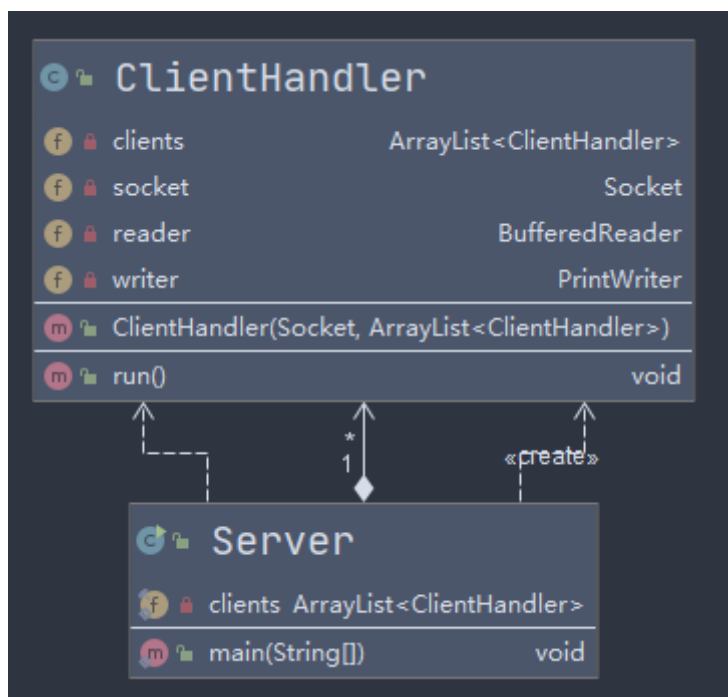 ClientHandler
clients ArrayList<ClientHandler>
socket Socket
reader BufferedReader
writer PrintWriter
ClientHandler(Socket, ArrayList<ClientHandler>)
run() void
*
1
«create»
Server
clients ArrayList<ClientHandler>
main(String[]) void